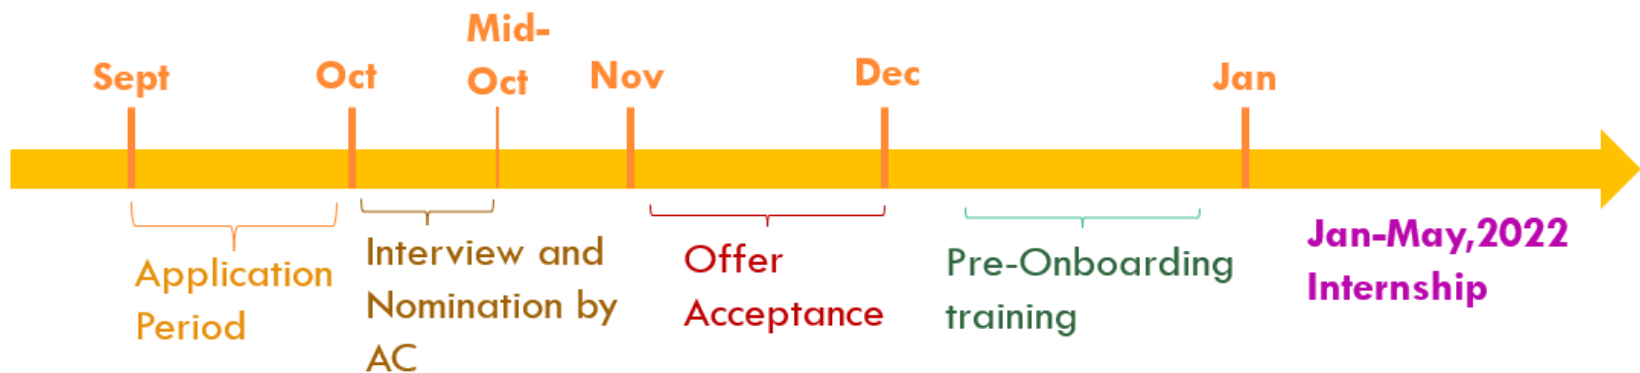 Sept
Oct
Mid-
Oct
Nov
Dec
Jan
Application
Period
Interview and
Nomination by
AC
Offer
Acceptance
Pre-Onboarding
training
Jan-May,2022
Internship